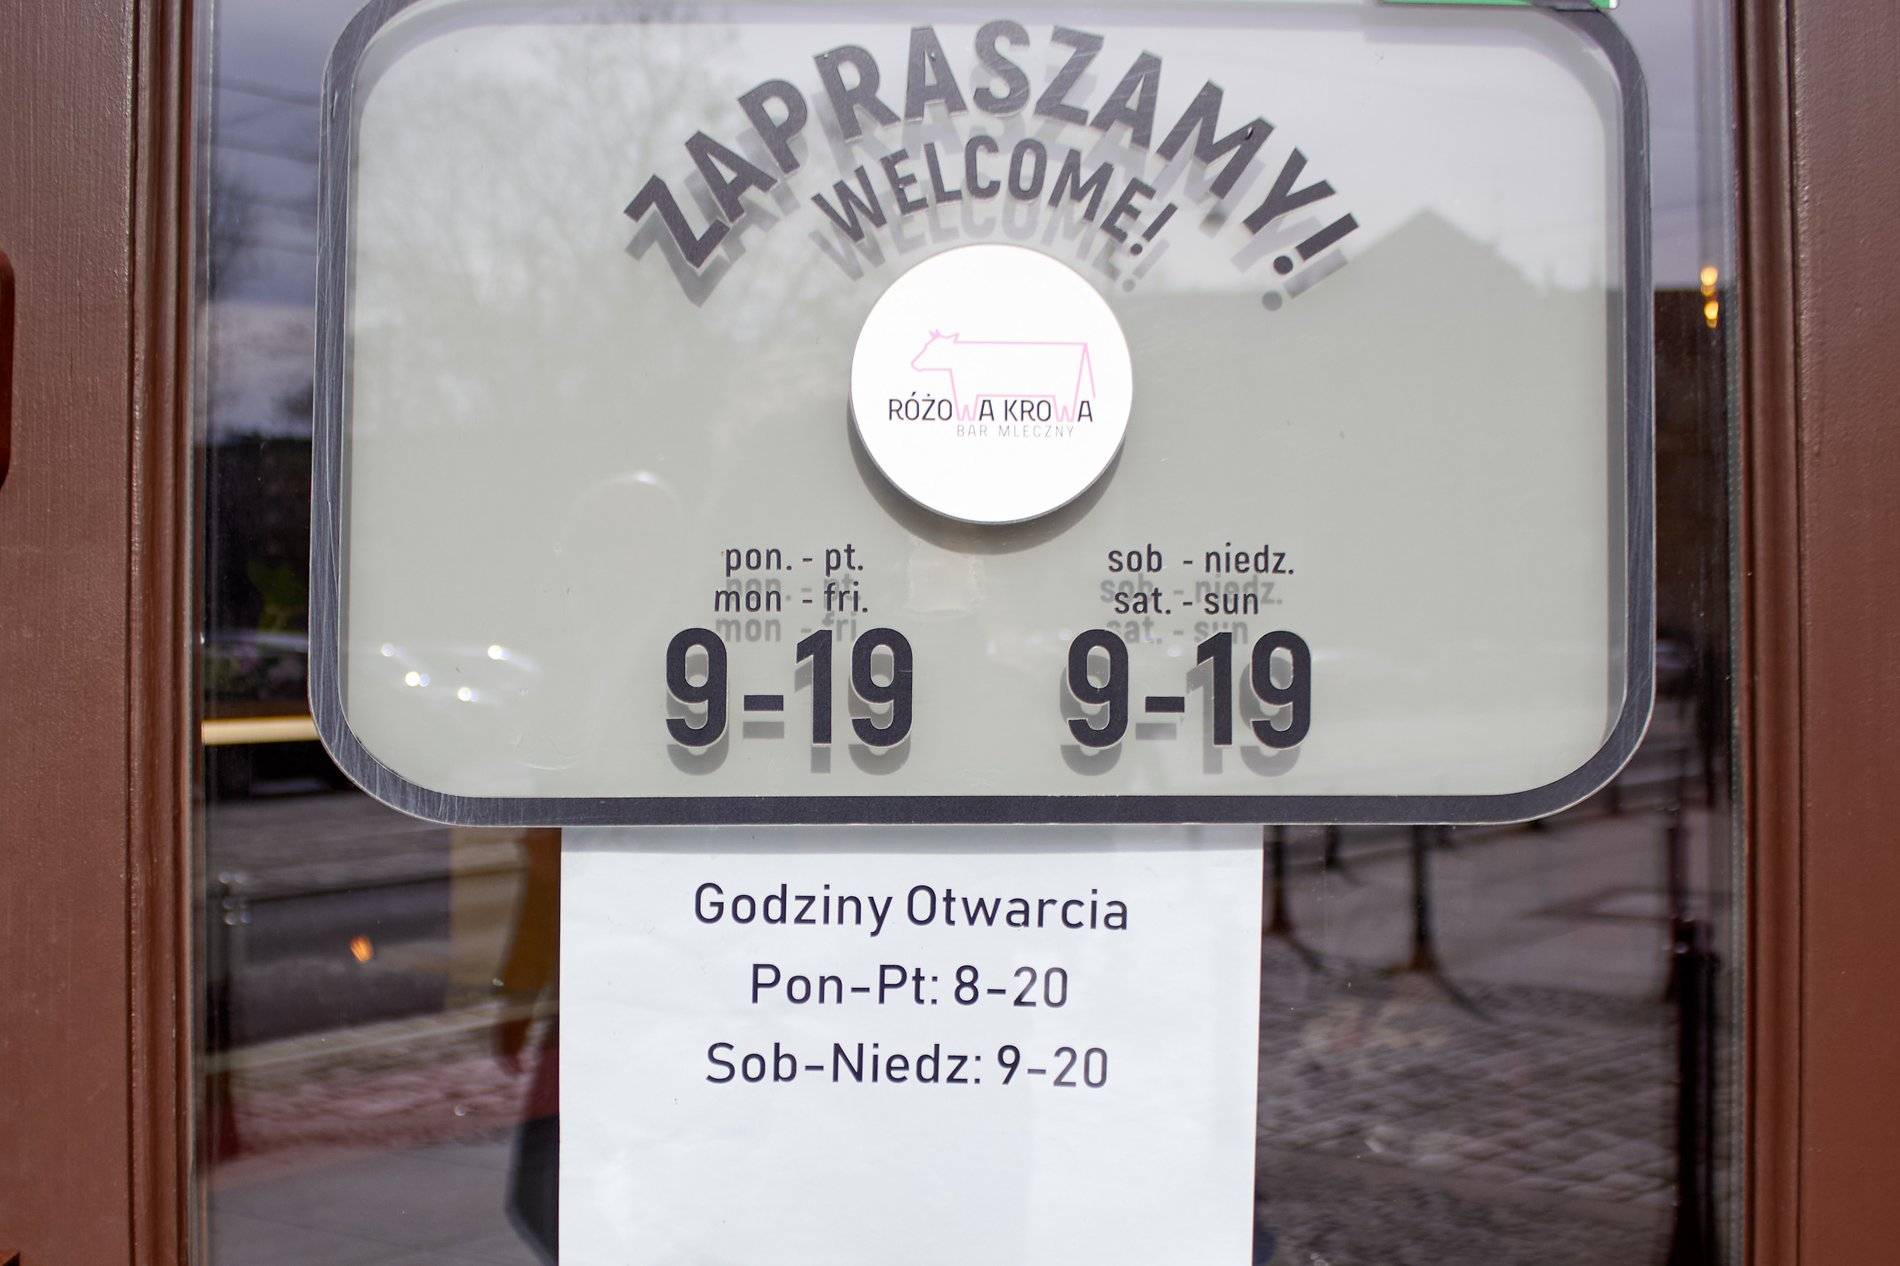 ZAPRASZAMY!
WELCOME!
RÓŻOWA KROWA
BAR MLECZNY
pon. - pt.
mon - fri.
9-19
sob - niedz.
sat. - sun
9-19
Godziny Otwarcia
Pon-Pt: 8-20
Sob-Niedz: 9-20